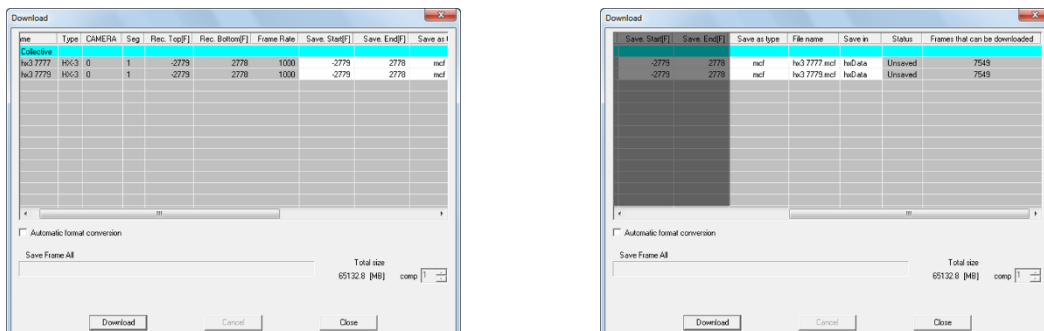 Download
me Type CAMERA Seg Rec. Top[F] Rec. Bottom[F] Frame Rate Save. Start[F] Save. End[F] Save as t
Collective
hx3 7777 HX-3 0 1 -2779 2778 1000 -2779 2778 mcf
hx3 7779 HX-3 0 1 -2779 2778 1000 -2779 2778 mcf
Automatic format conversion
Save Frame All
Total size
65132.8 [MB] comp 1
Download Cancel Close
Download
Save. Start[F] Save. End[F] Save as type File name Save in Status Frames that can be downloaded
-2779 2778 mcf hx3 7777.mcf hxData Unsaved 7549
-2779 2778 mcf hx3 7779.mcf hxData Unsaved 7549
Automatic format conversion
Save Frame All
Total size
65132.8 [MB] comp 1
Download Cancel Close